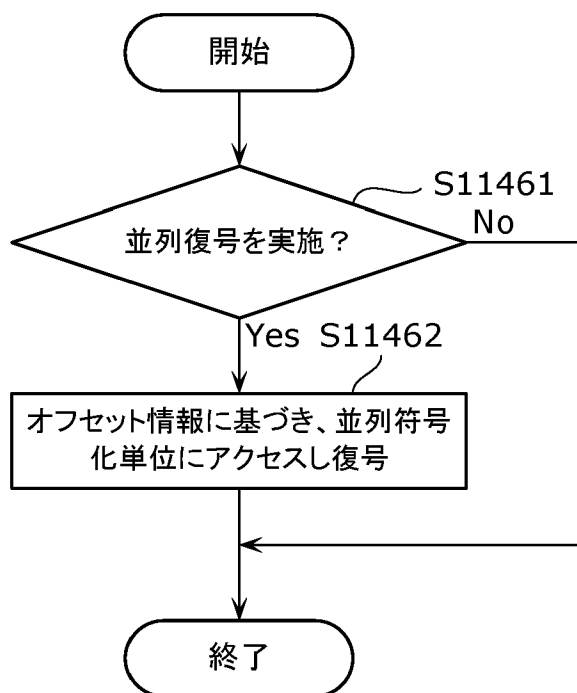 開始
S11461
並列復号を実施？
No
Yes S11462
オフセット情報に基づき、並列符号
化単位にアクセスし復号
終了